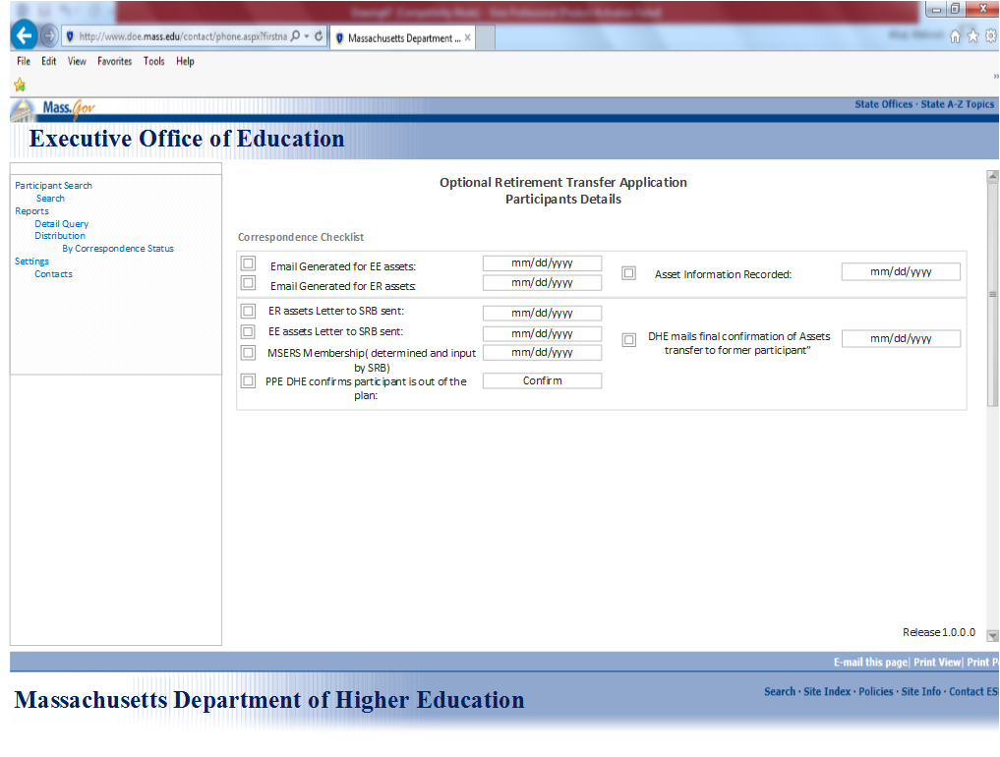 http://www.doe.mass.edu/contact/phone.aspx?firstna
Massachusetts Department ...
File Edit View Favorites Tools Help
Mass.Gov
State Offices · State A-Z Topics
Executive Office of Education
Participant Search
Search
Reports
Detail Query
Distribution
By Correspondence Status
Settings
Contacts
Optional Retirement Transfer Application
Participants Details
Correspondence Checklist
Email Generated for EE assets: mm/dd/yyyy
Email Generated for ER assets: mm/dd/yyyy
Asset Information Recorded: mm/dd/yyyy
ER assets Letter to SRB sent: mm/dd/yyyy
EE assets Letter to SRB sent: mm/dd/yyyy
MSERS Membership( determined and input mm/dd/yyyy
by SRB)
PPE DHE confirms participant is out of the Confirm
plan:
DHE mails final confirmation of Assets mm/dd/yyyy
transfer to former participant”
Release 1.0.0.0
E-mail this page| Print View| Print P
Massachusetts Department of Higher Education
Search · Site Index · Policies · Site Info · Contact ES